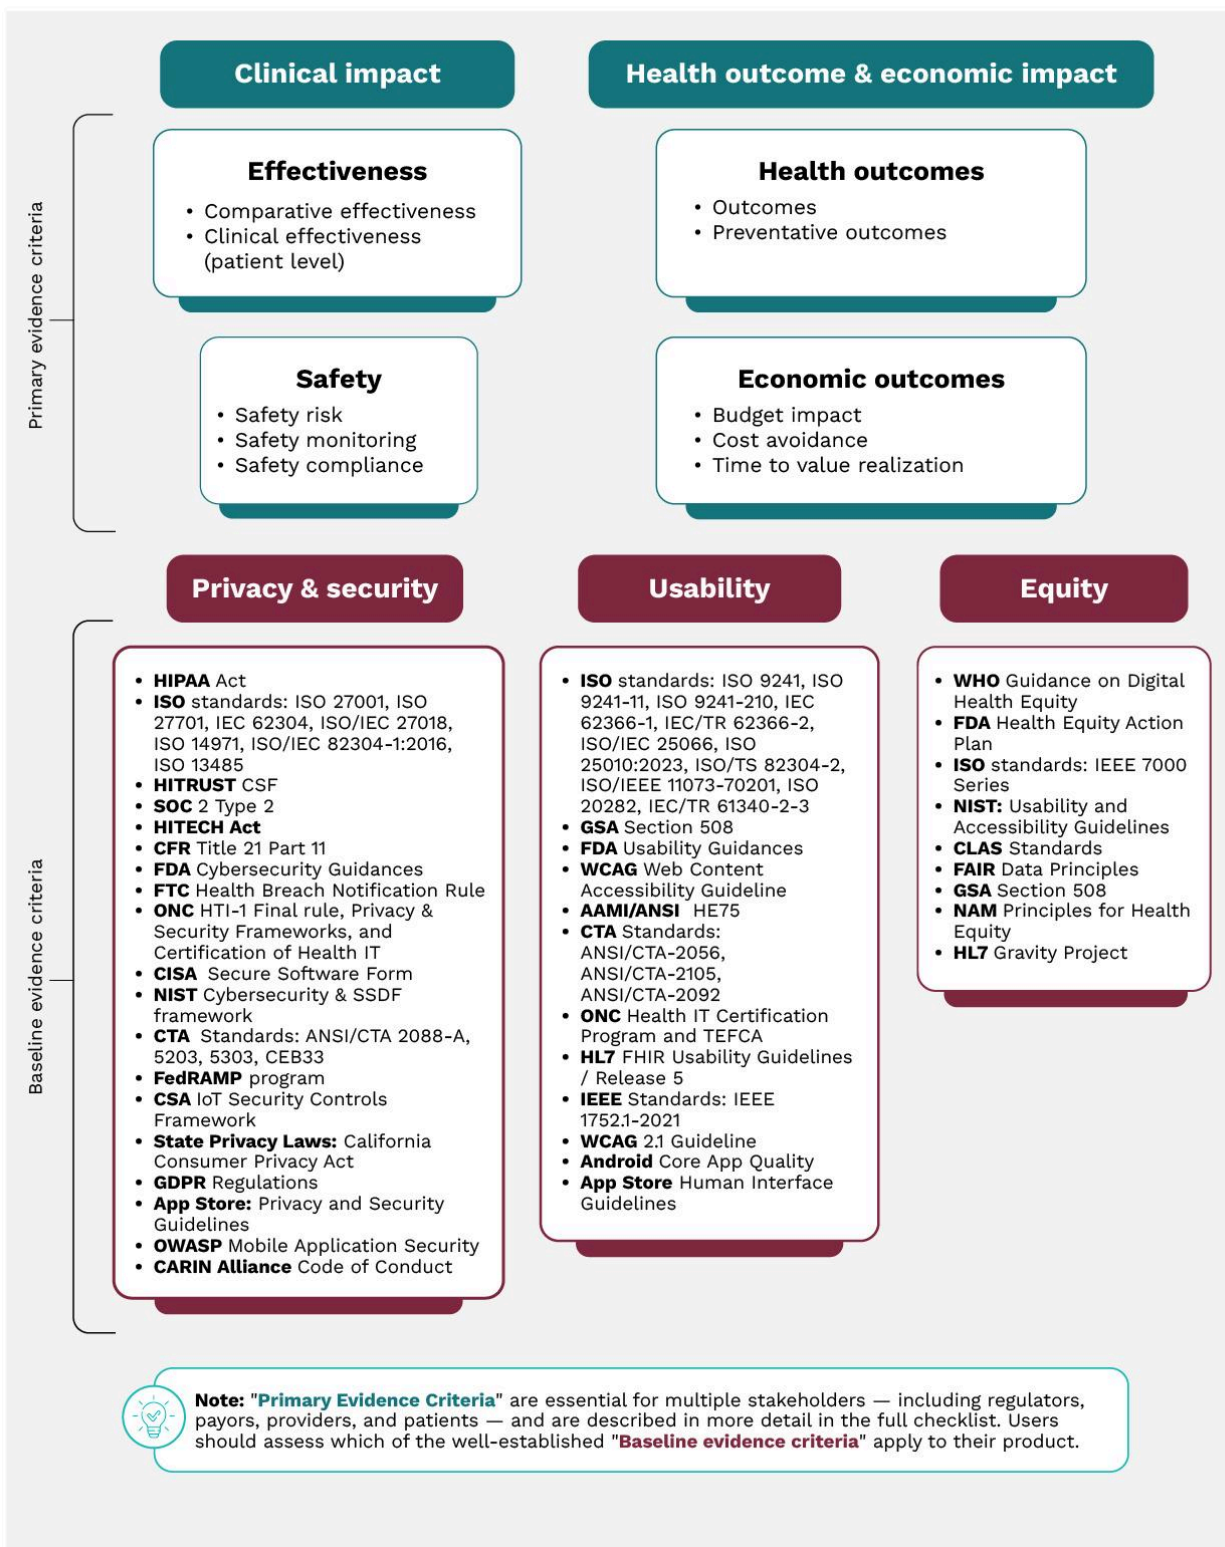 Clinical impact
Health outcome & economic impact
Primary evidence criteria
Effectiveness
• Comparative effectiveness
• Clinical effectiveness
(patient level)
Health outcomes
• Outcomes
• Preventative outcomes
Safety
• Safety risk
• Safety monitoring
• Safety compliance
Economic outcomes
• Budget impact
• Cost avoidance
• Time to value realization
Baseline evidence criteria
Privacy & security
• HIPAA Act
• ISO standards: ISO 27001, ISO
27701, IEC 62304, ISO/IEC 27018,
ISO 14971, ISO/IEC 82304-1:2016,
ISO 13485
• HITRUST CSF
• SOC 2 Type 2
• HITECH Act
• CFR Title 21 Part 11
• FDA Cybersecurity Guidances
• FTC Health Breach Notification Rule
• ONC HTI-1 Final rule, Privacy &
Security Frameworks, and
Certification of Health IT
• CISA Secure Software Form
• NIST Cybersecurity & SSDF
framework
• CTA Standards: ANSI/CTA 2088-A,
5203, 5303, CEB33
• FedRAMP program
• CSA IoT Security Controls
Framework
• State Privacy Laws: California
Consumer Privacy Act
• GDPR Regulations
• App Store: Privacy and Security
Guidelines
• OWASP Mobile Application Security
• CARIN Alliance Code of Conduct
Usability
• ISO standards: ISO 9241, ISO
9241-11, ISO 9241-210, IEC
62366-1, IEC/TR 62366-2,
ISO/IEC 25066, ISO
25010:2023, ISO/TS 82304-2,
ISO/IEEE 11073-70201, ISO
20282, IEC/TR 61340-2-3
• GSA Section 508
• FDA Usability Guidances
• WCAG Web Content
Accessibility Guideline
• AAMI/ANSI HE75
• CTA Standards:
ANSI/CTA-2056,
ANSI/CTA-2105,
ANSI/CTA-2092
• ONC Health IT Certification
Program and TEFCA
• HL7 FHIR Usability Guidelines
/ Release 5
• IEEE Standards: IEEE
1752.1-2021
• WCAG 2.1 Guideline
• Android Core App Quality
• App Store Human Interface
Guidelines
Equity
• WHO Guidance on Digital
Health Equity
• FDA Health Equity Action
Plan
• ISO standards: IEEE 7000
Series
• NIST: Usability and
Accessibility Guidelines
• CLAS Standards
• FAIR Data Principles
• GSA Section 508
• NAM Principles for Health
Equity
• HL7 Gravity Project
Note: "Primary Evidence Criteria" are essential for multiple stakeholders — including regulators,
payors, providers, and patients — and are described in more detail in the full checklist. Users
should assess which of the well-established "Baseline evidence criteria" apply to their product.